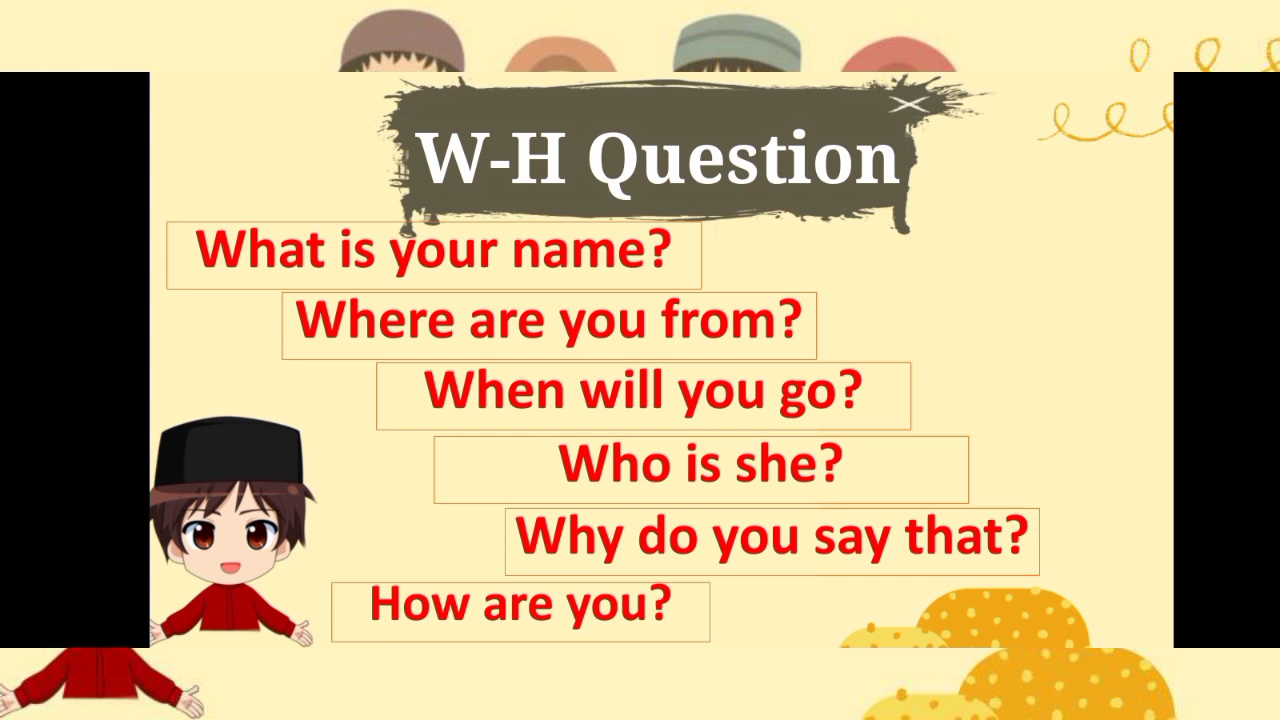 W-H Question
What is your name?
Where are you from?
When will you go?
Who is she?
Why do you say that?
How are you?